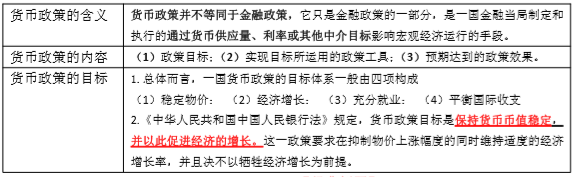 货币政策的含义
货币政策并不等同于金融政策，它只是金融政策的一部分，是一国金融当局制定和
执行的通过货币供应量、利率或其他中介目标影响宏观经济运行的手段。
货币政策的内容
（1）政策目标；（2）实现目标所运用的政策工具；（3）预期达到的政策效果。
货币政策的目标
1.总体而言，一国货币政策的目标体系一般由四项构成
（1）稳定物价： （2）经济增长： （3）充分就业： （4）平衡国际收支
2.《中华人民共和国中国人民银行法》规定，货币政策目标是保持货币币值稳定，
并以此促进经济的增长。这一政策要求在抑制物价上涨幅度的同时维持适度的经济
增长率，并且决不以牺牲经济增长为前提。